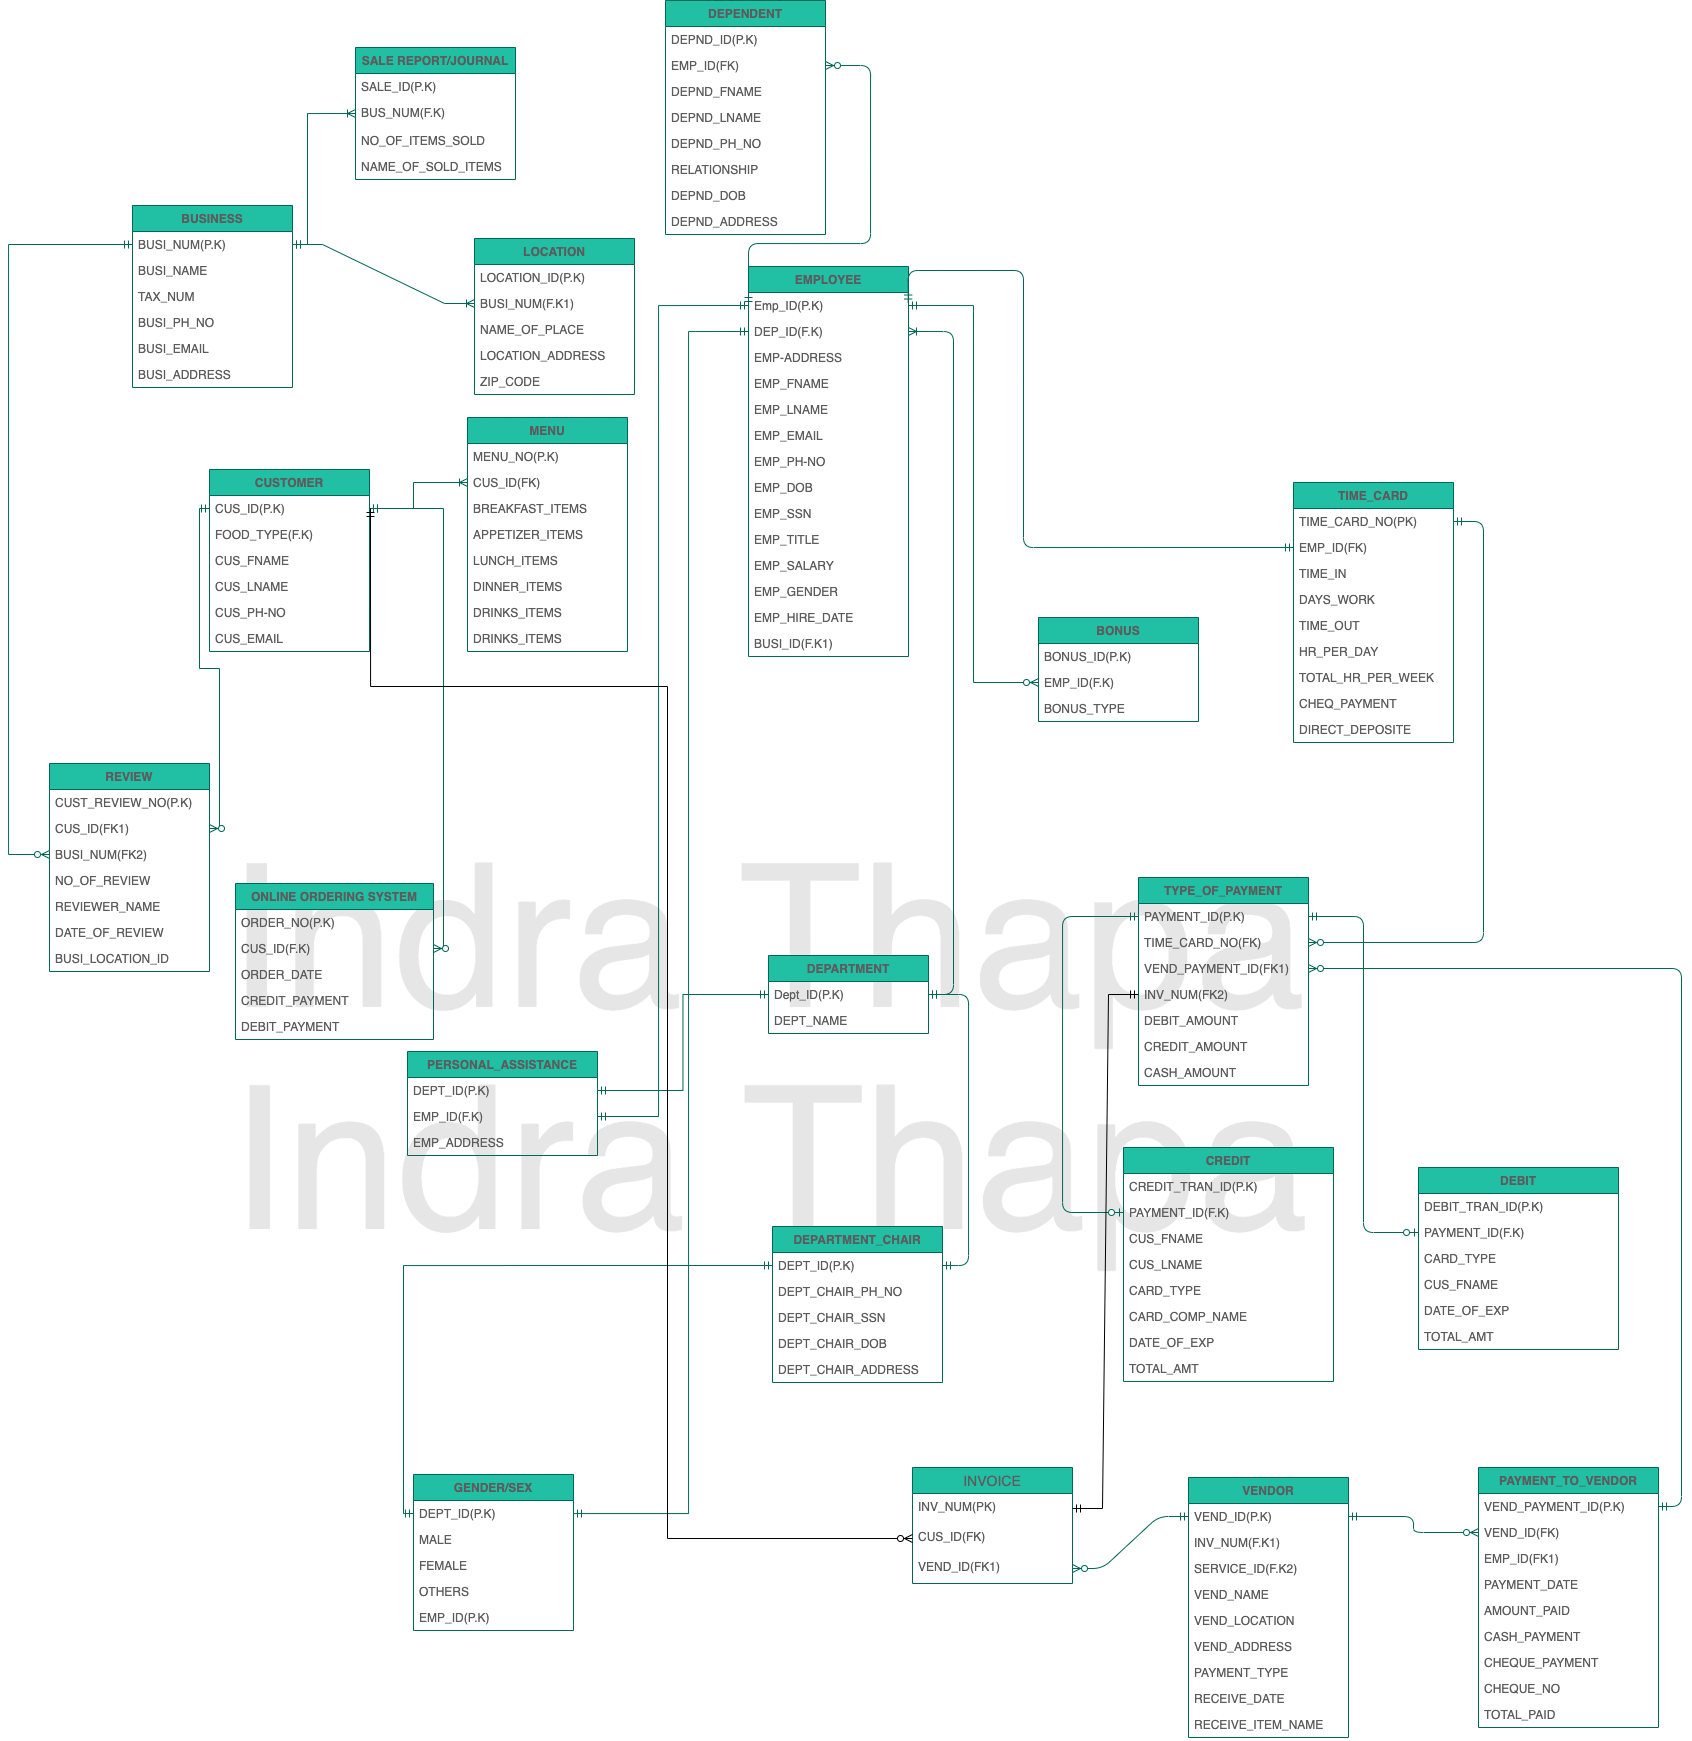 DEPENDENT
DEPND_ID(P.K)
EMP_ID(FK)
DEPND_FNAME
DEPND_LNAME
DEPND_PH_NO
RELATIONSHIP
DEPND_DOB
DEPND_ADDRESS
SALE REPORT/JOURNAL
SALE_ID(P.K)
BUS_NUM(F.K)
NO_OF_ITEMS_SOLD
NAME_OF_SOLD_ITEMS
BUSINESS
BUSI_NUM(P.K)
BUSI_NAME
TAX_NUM
BUSI_PH_NO
BUSI_EMAIL
BUSI_ADDRESS
LOCATION
LOCATION_ID(P.K)
BUSI_NUM(F.K1)
NAME_OF_PLACE
LOCATION_ADDRESS
ZIP_CODE
EMPLOYEE
Emp_ID(P.K)
DEP_ID(F.K)
EMP-ADDRESS
EMP_FNAME
EMP_LNAME
EMP_EMAIL
EMP_PH-NO
EMP_DOB
EMP_SSN
EMP_TITLE
EMP_SALARY
EMP_GENDER
EMP_HIRE_DATE
BUSI_ID(F.K1)
MENU
MENU_NO(P.K)
CUS_ID(FK)
BREAKFAST_ITEMS
APPETIZER_ITEMS
LUNCH_ITEMS
DINNER_ITEMS
DRINKS_ITEMS
DRINKS_ITEMS
CUSTOMER
CUS_ID(P.K)
FOOD_TYPE(F.K)
CUS_FNAME
CUS_LNAME
CUS_PH-NO
CUS_EMAIL
TIME_CARD
TIME_CARD_NO(PK)
EMP_ID(FK)
TIME_IN
DAYS_WORK
TIME_OUT
HR_PER_DAY
TOTAL_HR_PER_WEEK
CHEQ_PAYMENT
DIRECT_DEPOSITE
BONUS
BONUS_ID(P.K)
EMP_ID(F.K)
BONUS_TYPE
REVIEW
CUST_REVIEW_NO(P.K)
CUS_ID(FK1)
BUSI_NUM(FK2)
NO_OF_REVIEW
REVIEWER_NAME
DATE_OF_REVIEW
BUSI_LOCATION_ID
ONLINE ORDERING SYSTEM
ORDER_NO(P.K)
CUS_ID(F.K)
ORDER_DATE
CREDIT_PAYMENT
DEBIT_PAYMENT
Indra Thapa
Indra Thapa
TYPE_OF_PAYMENT
PAYMENT_ID(P.K)
TIME_CARD_NO(FK)
VEND_PAYMENT_ID(FK1)
INV_NUM(FK2)
DEBIT_AMOUNT
CREDIT_AMOUNT
CASH_AMOUNT
DEPARTMENT
Dept_ID(P.K)
DEPT_NAME
PERSONAL_ASSISTANCE
DEPT_ID(P.K)
EMP_ID(F.K)
EMP_ADDRESS
CREDIT
CREDIT_TRAN_ID(P.K)
PAYMENT_ID(F.K)
CUS_FNAME
CUS_LNAME
CARD_TYPE
CARD_COMP_NAME
DATE_OF_EXP
TOTAL_AMT
DEBIT
DEBIT_TRAN_ID(P.K)
PAYMENT_ID(F.K)
CARD_TYPE
CUS_FNAME
DATE_OF_EXP
TOTAL_AMT
DEPARTMENT_CHAIR
DEPT_ID(P.K)
DEPT_CHAIR_PH_NO
DEPT_CHAIR_SSN
DEPT_CHAIR_DOB
DEPT_CHAIR_ADDRESS
GENDER/SEX
DEPT_ID(P.K)
MALE
FEMALE
OTHERS
EMP_ID(P.K)
INVOICE
INV_NUM(PK)
CUS_ID(FK)
VEND_ID(FK1)
VENDOR
VEND_ID(P.K)
INV_NUM(F.K1)
SERVICE_ID(F.K2)
VEND_NAME
VEND_LOCATION
VEND_ADDRESS
PAYMENT_TYPE
RECEIVE_DATE
RECEIVE_ITEM_NAME
PAYMENT_TO_VENDOR
VEND_PAYMENT_ID(P.K)
VEND_ID(FK)
EMP_ID(FK1)
PAYMENT_DATE
AMOUNT_PAID
CASH_PAYMENT
CHEQUE_PAYMENT
CHEQUE_NO
TOTAL_PAID